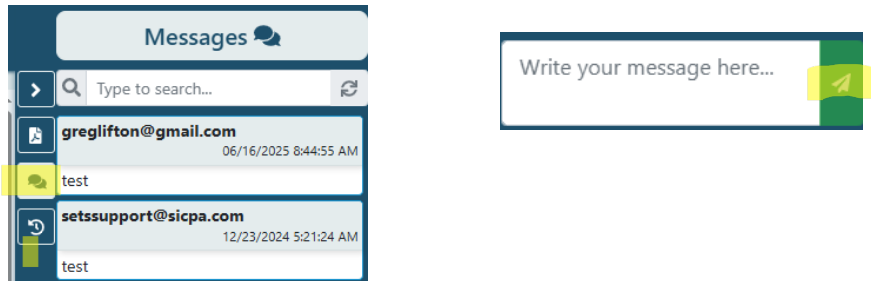 Messages
Type to search...
greglifton@gmail.com
06/16/2025 8:44:55 AM
test
setssupport@sicpa.com
12/23/2024 5:21:24 AM
test
Write your message here...